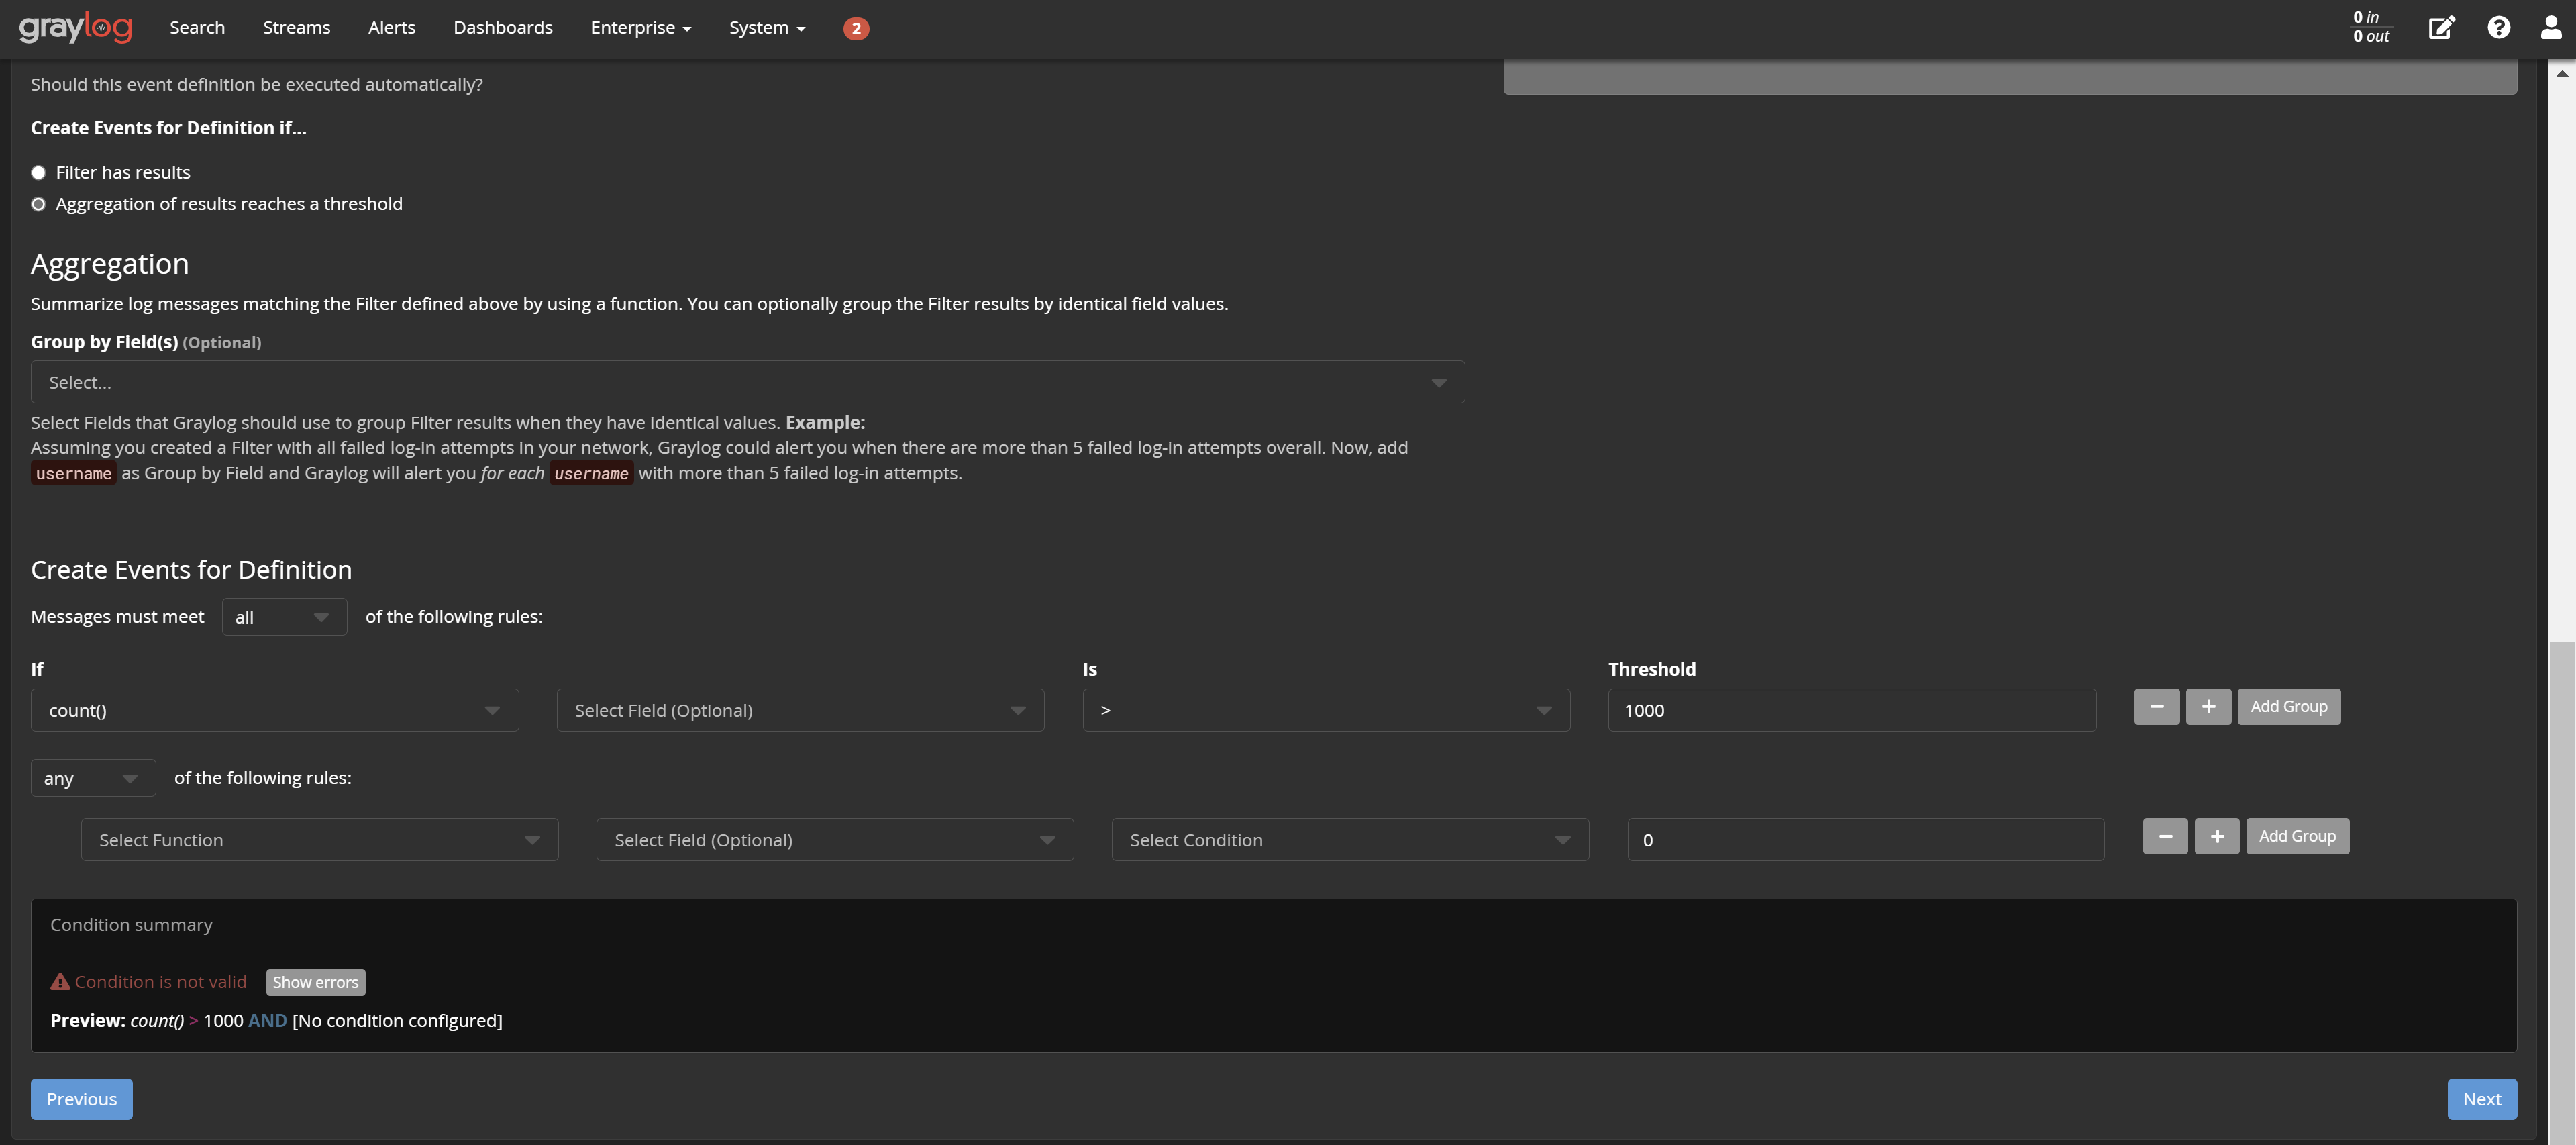 graylog Search Streams Alerts Dashboards Enterprise System 2 0 in
0 out
Should this event definition be executed automatically?
Create Events for Definition if...
Filter has results
Aggregation of results reaches a threshold
Aggregation
Summarize log messages matching the Filter defined above by using a function. You can optionally group the Filter results by identical field values.
Group by Field(s) (Optional)
Select...
Select Fields that Graylog should use to group Filter results when they have identical values. Example:
Assuming you created a Filter with all failed log-in attempts in your network, Graylog could alert you when there are more than 5 failed log-in attempts overall. Now, add
username as Group by Field and Graylog will alert you for each username with more than 5 failed log-in attempts.
Create Events for Definition
Messages must meet all of the following rules:
If Is Threshold
count() Select Field (Optional) > 1000 − + Add Group
any of the following rules:
Select Function Select Field (Optional) Select Condition 0 − + Add Group
Condition summary
Condition is not valid Show errors
Preview: count() > 1000 AND [No condition configured]
Previous Next